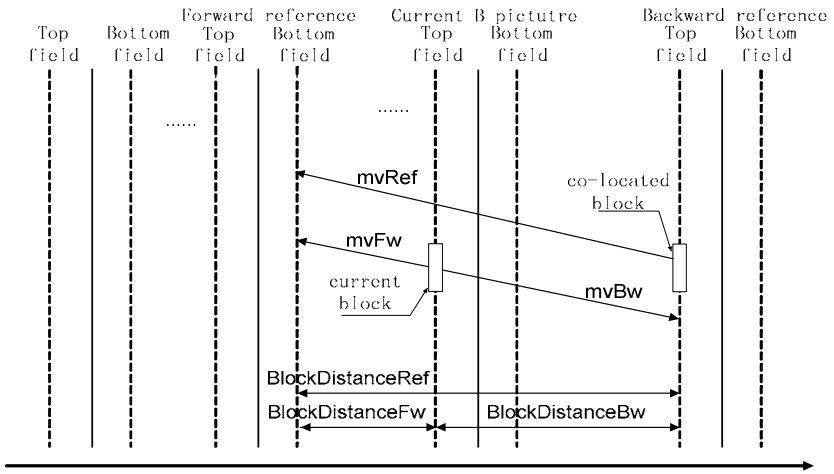 Forward reference
Current B pictutre
Backward reference
Top field
Bottom field
Top field
Bottom field
Top field
Bottom field
Top field
Bottom field
......
......
mvRef
co-located
block
mvFw
current
block
mvBw
BlockDistanceRef
BlockDistanceFw
BlockDistanceBw